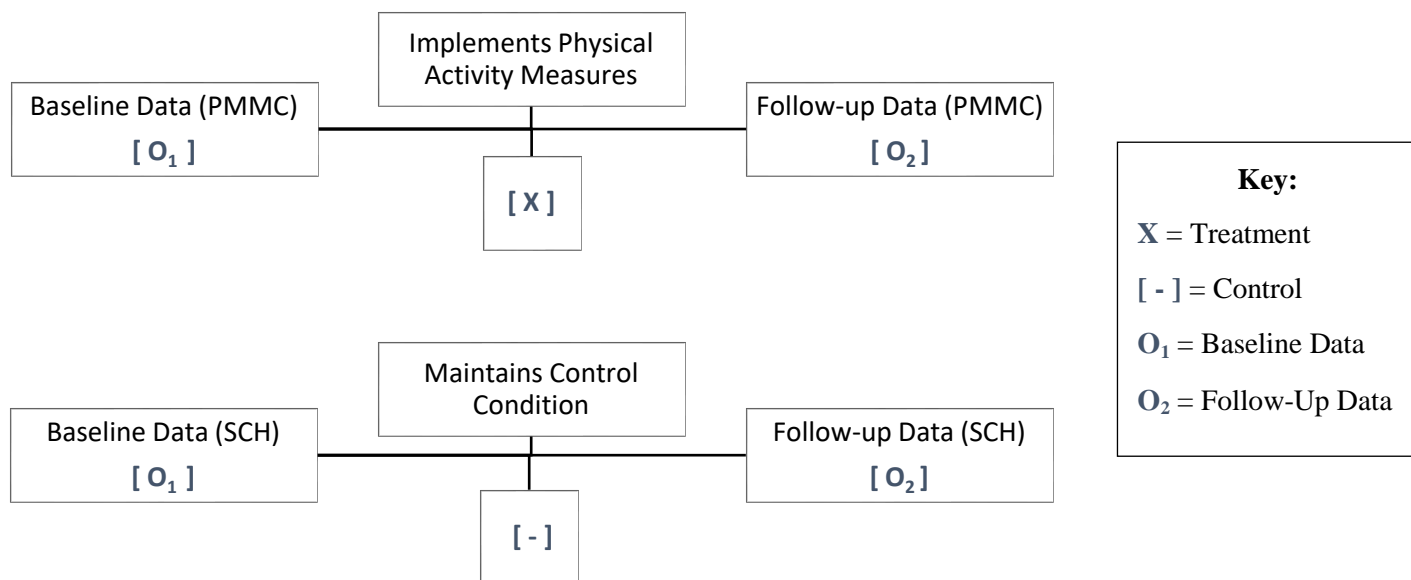 Implements Physical
Activity Measures
Baseline Data (PMMC)
[ O₁ ]
Follow-up Data (PMMC)
[ O₂ ]
[ X ]
Maintains Control
Condition
Baseline Data (SCH)
[ O₁ ]
Follow-up Data (SCH)
[ O₂ ]
[ - ]
Key:
X = Treatment
[ - ] = Control
O₁ = Baseline Data
O₂ = Follow-Up Data